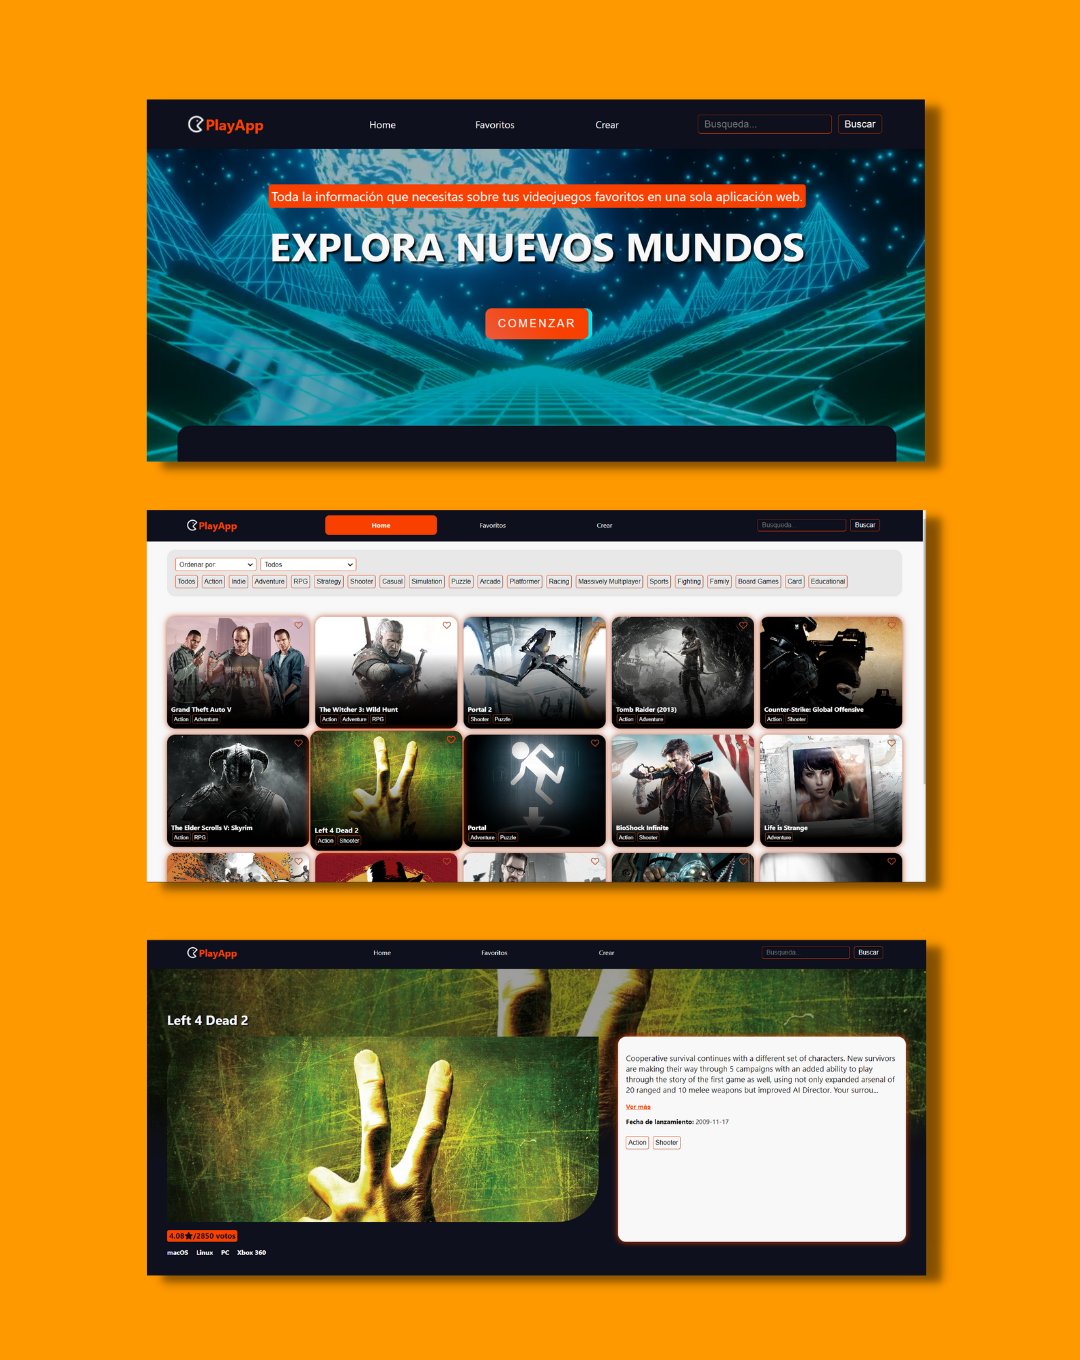 PlayApp Home Favoritos Crear Busqueda... Buscar
Toda la información que necesitas sobre tus videojuegos favoritos en una sola aplicación web.
EXPLORA NUEVOS MUNDOS
COMENZAR
PlayApp Home Favoritos Crear Busqueda... Buscar
Ordenar por: Todos
Todos Action Indie Adventure RPG Strategy Shooter Casual Simulation Puzzle Arcade Platformer Racing Massively Multiplayer Sports Fighting Family Board Games Card Educational
Grand Theft Auto V
Action Adventure
The Witcher 3: Wild Hunt
Action Adventure RPG
Portal 2
Shooter Puzzle
Tomb Raider (2013)
Action Adventure
Counter-Strike: Global Offensive
Action Shooter
The Elder Scrolls V: Skyrim
Action RPG
Left 4 Dead 2
Action Shooter
Portal
Adventure Puzzle
BioShock Infinite
Action Shooter
Life is Strange
Adventure
PlayApp Home Favoritos Crear Busqueda... Buscar
Left 4 Dead 2
Cooperative survival continues with a different set of characters. New survivors
are making their way through 5 campaigns with an added ability to play
through the story of the first game as well, using not only expanded arsenal of
20 ranged and 10 melee weapons but improved AI Director. Your surrou...
Ver más
Fecha de lanzamiento: 2009-11-17
Action Shooter
4.08★/2850 votos
macOS Linux PC Xbox 360